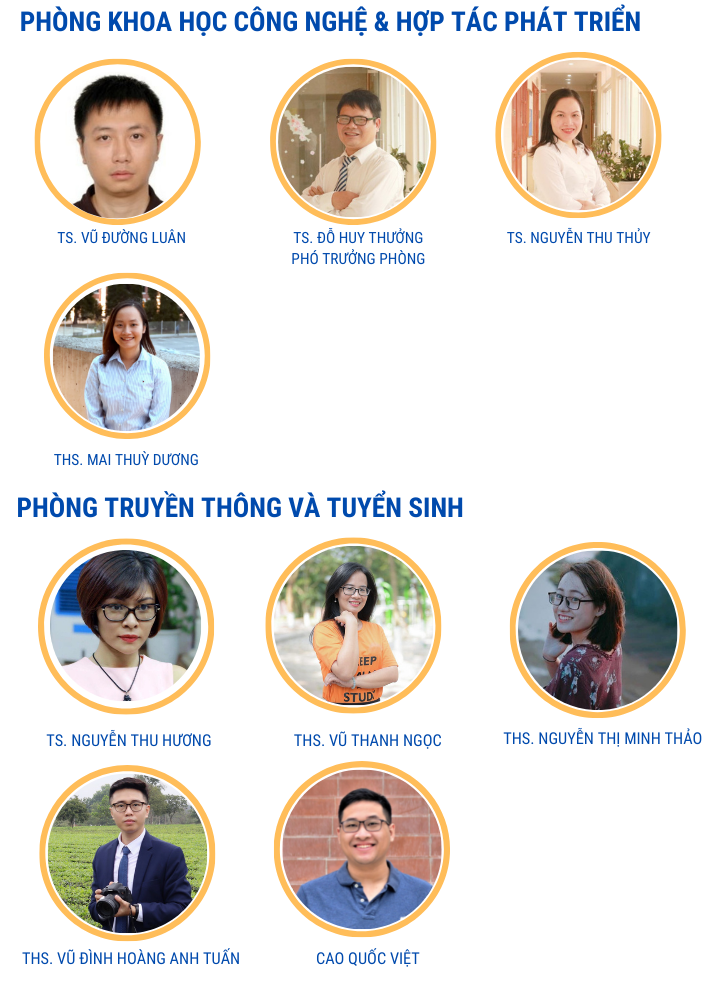 PHÒNG KHOA HỌC CÔNG NGHỆ & HỢP TÁC PHÁT TRIỂN
TS. VŨ ĐƯỜNG LUÂN
TS. ĐỖ HUY THƯỞNG
PHÓ TRƯỞNG PHÒNG
TS. NGUYỄN THU THỦY
THS. MAI THUỲ DƯƠNG
PHÒNG TRUYỀN THÔNG VÀ TUYỂN SINH
TS. NGUYỄN THU HƯƠNG
KEEP
STUDY
THS. VŨ THANH NGỌC
THS. NGUYỄN THỊ MINH THẢO
THS. VŨ ĐÌNH HOÀNG ANH TUẤN
CAO QUỐC VIỆT